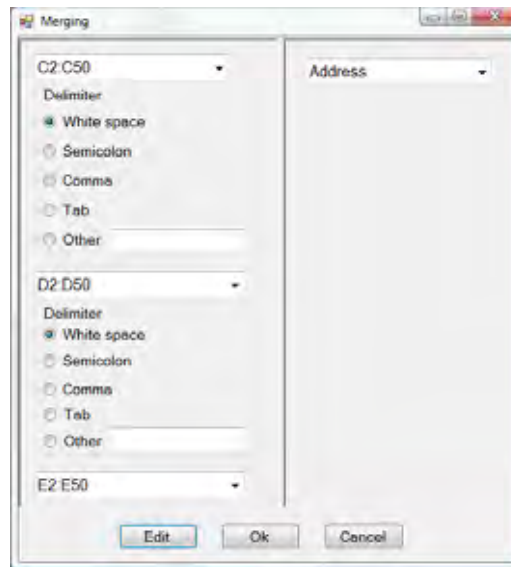 Merging
C2:C50
Delimiter
White space
Semicolon
Comma
Tab
Other
D2:D50
Delimiter
White space
Semicolon
Comma
Tab
Other
E2:E50
Address
Edit Ok Cancel